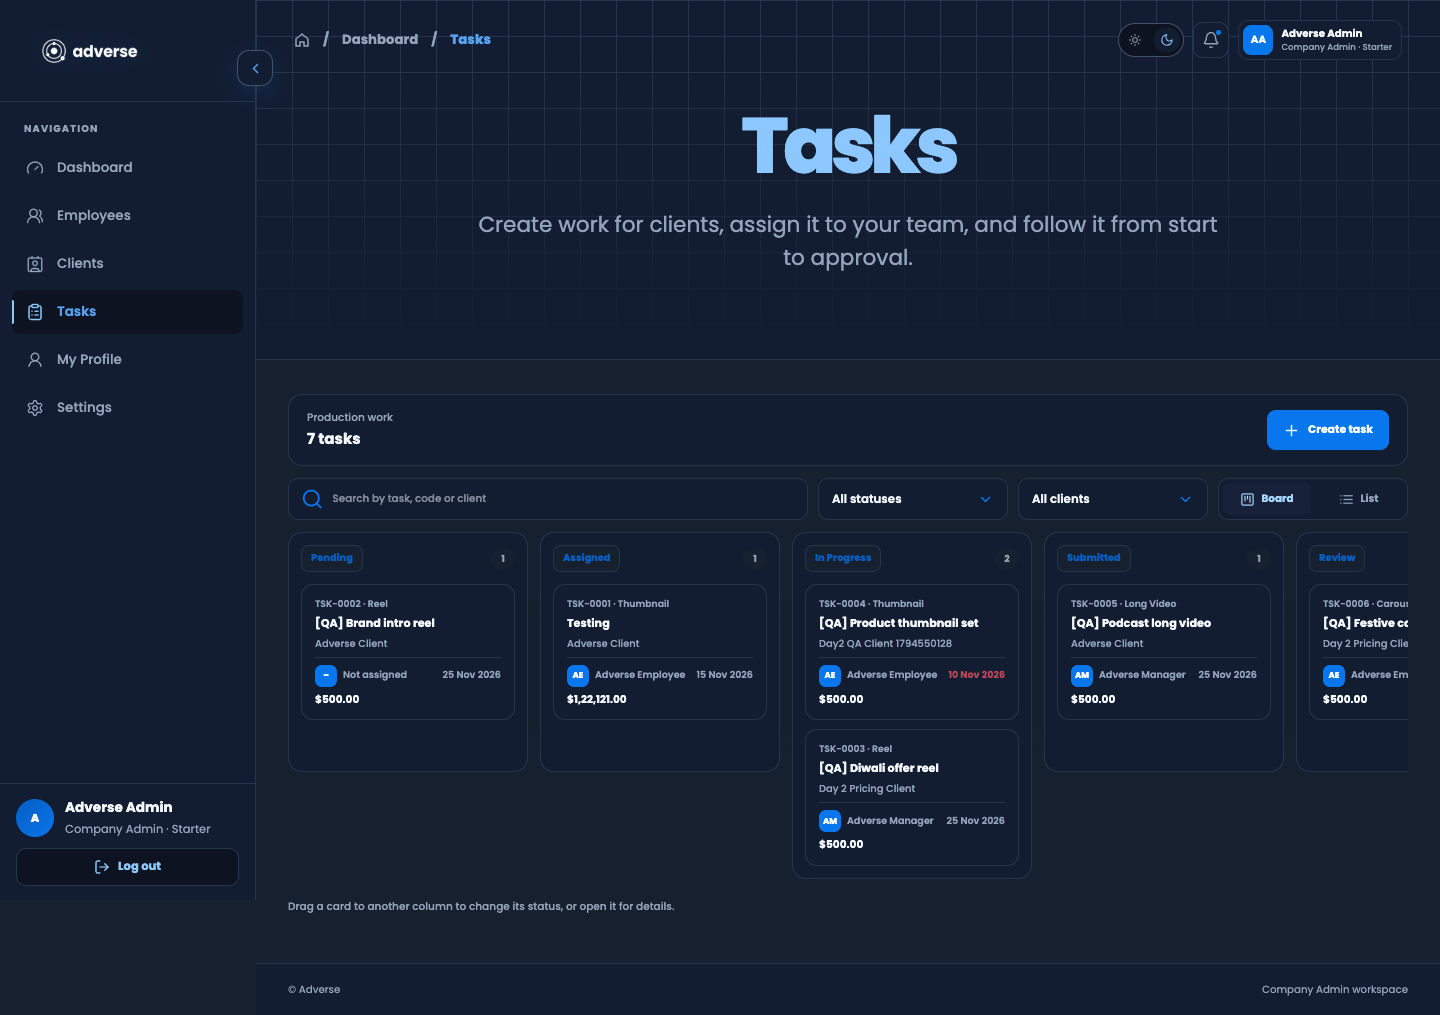 adverse
NAVIGATION
Dashboard
Employees
Clients
Tasks
My Profile
Settings
Adverse Admin
Company Admin · Starter
A
Log out
/ Dashboard / Tasks
AA
Adverse Admin
Company Admin · Starter
Tasks
Create work for clients, assign it to your team, and follow it from start
to approval.
Production work
7 tasks
Create task
Search by task, code or client
All statuses
All clients
Board
List
Pending 1
TSK-0002 · Reel
[QA] Brand intro reel
Adverse Client
– Not assigned 25 Nov 2026
$500.00
Assigned 1
TSK-0001 · Thumbnail
Testing
Adverse Client
AE Adverse Employee 15 Nov 2026
$1,22,121.00
In Progress 2
TSK-0004 · Thumbnail
[QA] Product thumbnail set
Day2 QA Client 1794550128
AE Adverse Employee 10 Nov 2026
$500.00
TSK-0003 · Reel
[QA] Diwali offer reel
Day 2 Pricing Client
AM Adverse Manager 25 Nov 2026
$500.00
Submitted 1
TSK-0005 · Long Video
[QA] Podcast long video
Adverse Client
AM Adverse Manager 25 Nov 2026
$500.00
Review
TSK-0006 · Carou
[QA] Festive
Day 2 Pricing
AE Adverse
$500.00
Drag a card to another column to change its status, or open it for details.
© Adverse
Company Admin workspace